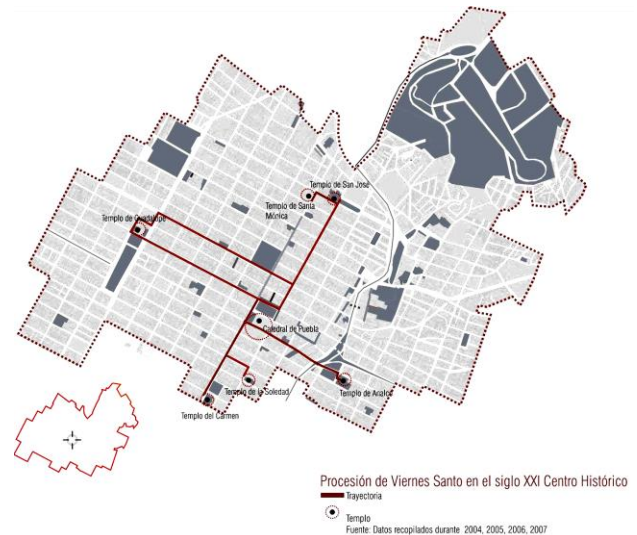 Templo de San José
Templo de Santa
Mónica
Templo de Guadalupe
Catedral de Puebla
Templo de la Soledad
Templo de Analco
Templo del Carmen
Procesión de Viernes Santo en el siglo XXI Centro Histórico
Trayectoria
Templo
Fuente: Datos recopilados durante 2004, 2005, 2006, 2007